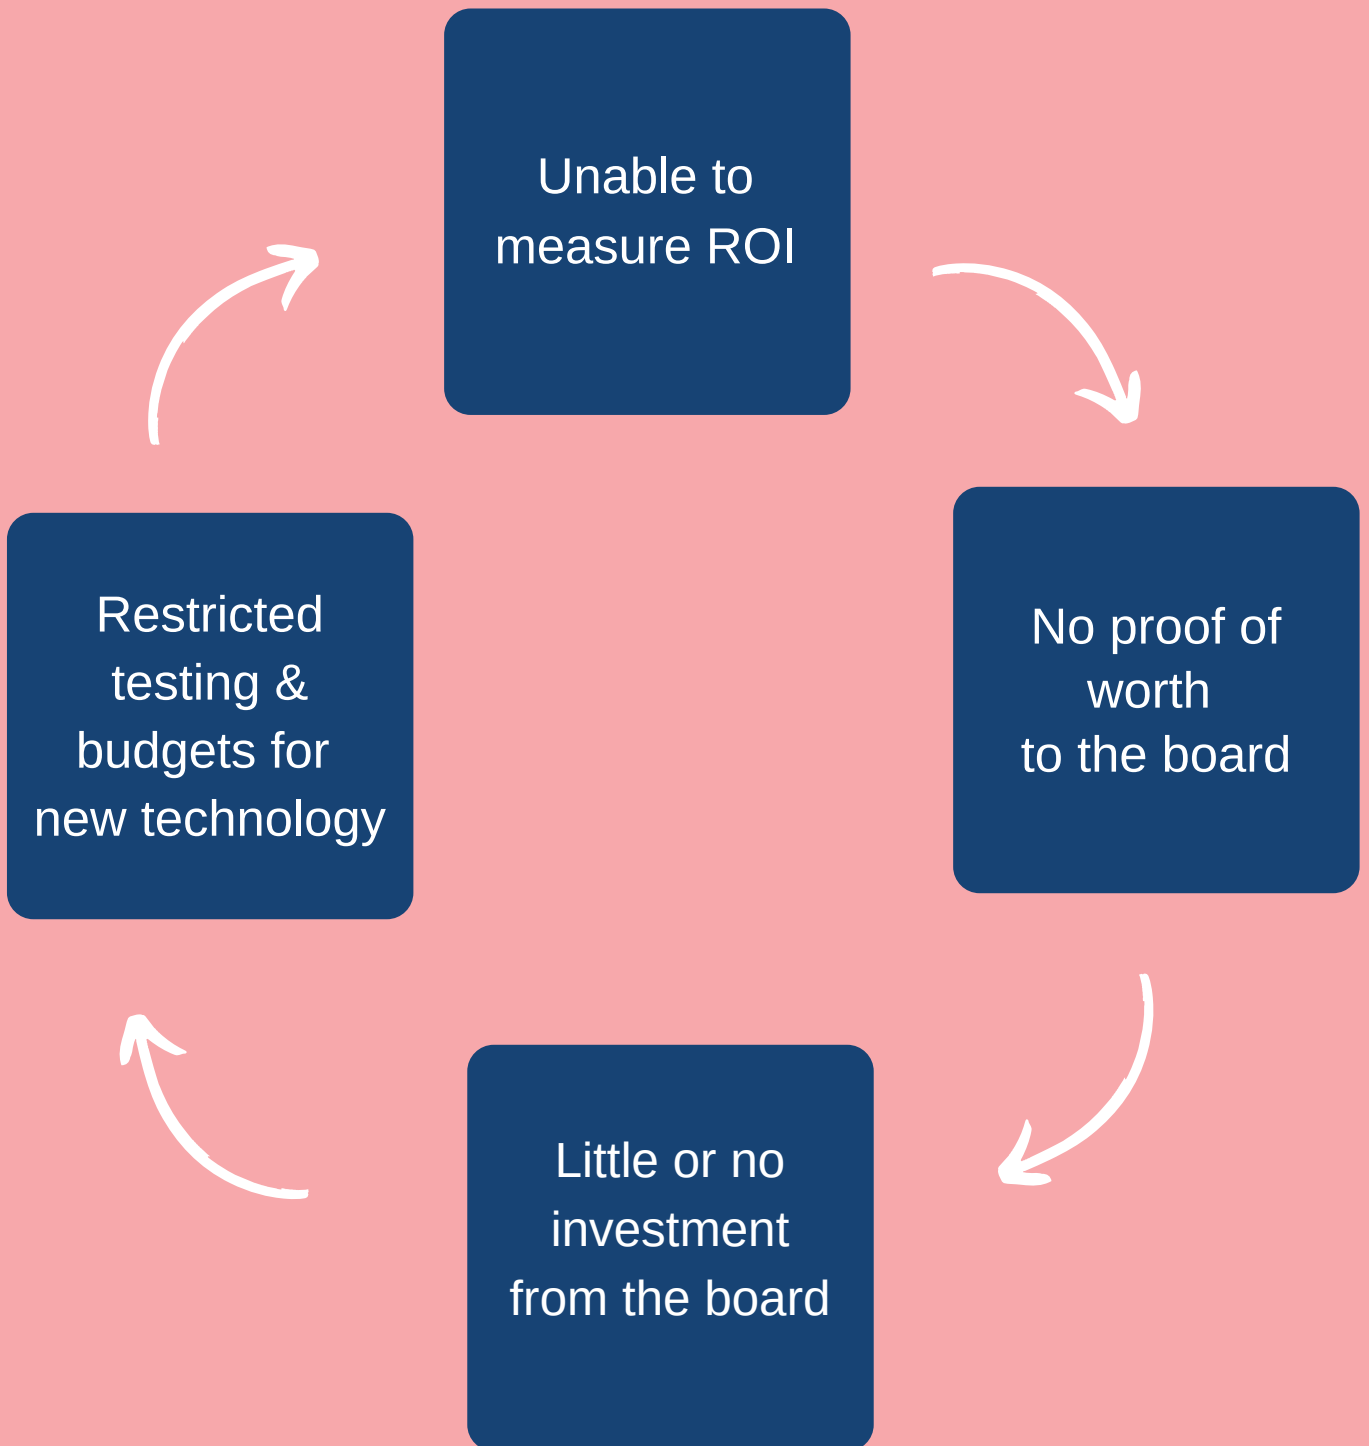 Unable to
measure ROI
No proof of
worth
to the board
Little or no
investment
from the board
Restricted
testing &
budgets for
new technology